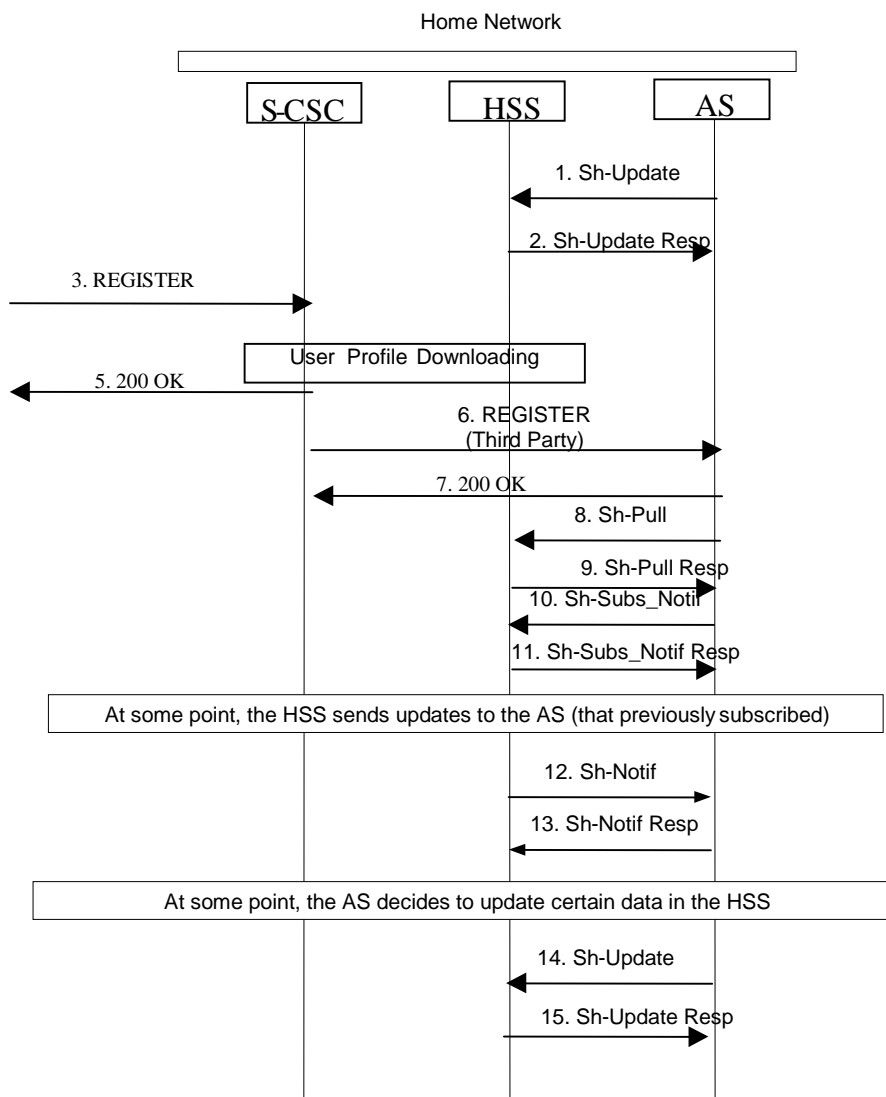 Home Network
S-CSC
HSS
AS
1. Sh-Update
2. Sh-Update Resp
3. REGISTER
User Profile Downloading
5. 200 OK
6. REGISTER
(Third Party)
7. 200 OK
8. Sh-Pull
9. Sh-Pull Resp
10. Sh-Subs_Notif
11. Sh-Subs_Notif Resp
At some point, the HSS sends updates to the AS (that previously subscribed)
12. Sh-Notif
13. Sh-Notif Resp
At some point, the AS decides to update certain data in the HSS
14. Sh-Update
15. Sh-Update Resp